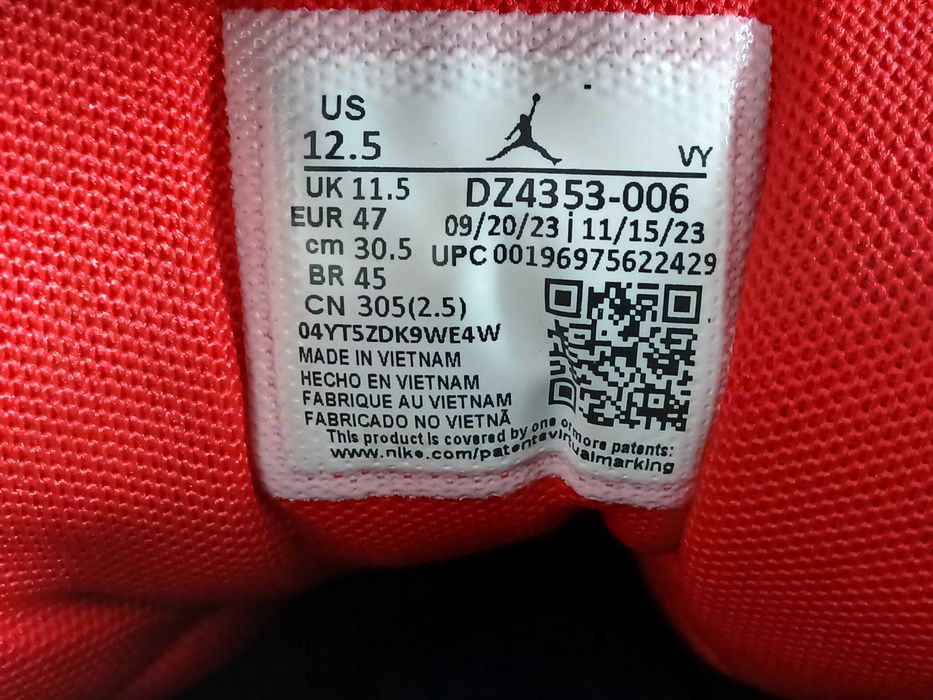 US
12.5
VY
UK 11.5
DZ4353-006
EUR 47
09/20/23 | 11/15/23
cm 30.5
UPC 00196975622429
BR 45
CN 305(2.5)
04YT5ZDK9WE4W
MADE IN VIETNAM
HECHO EN VIETNAM
FABRIQUE AU VIETNAM
FABRICADO NO VIETNÃ
This product is covered by one or more patents:
www.nike.com/patentsvirtualmarking